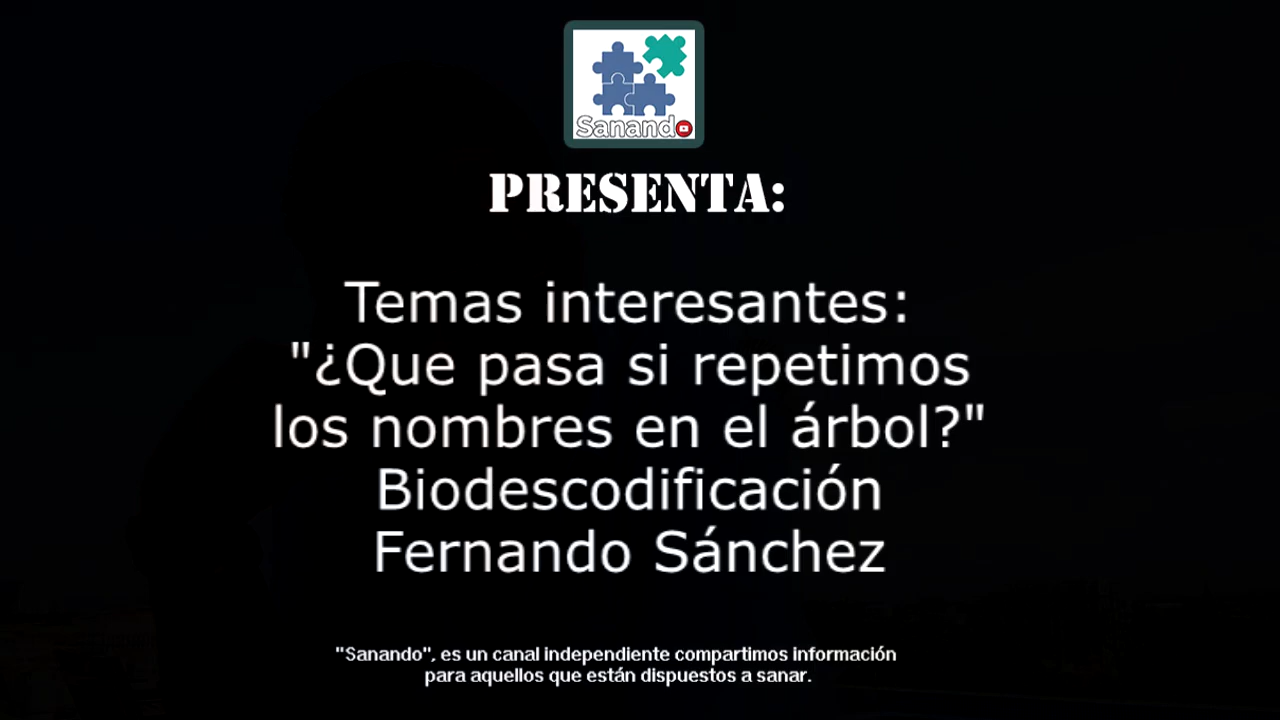 Sanando
PRESENTA:
Temas interesantes:
"¿Que pasa si repetimos
los nombres en el árbol?"
Biodescodificación
Fernando Sánchez
"Sanando", es un canal independiente compartimos información
para aquellos que están dispuestos a sanar.